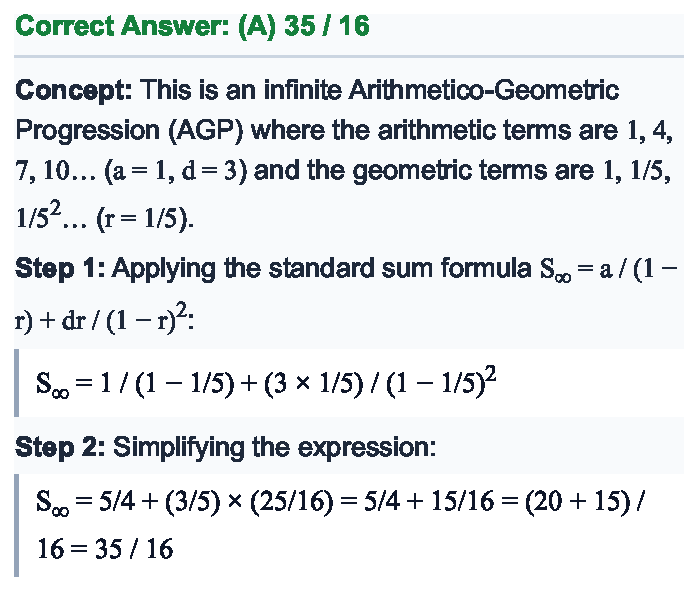 Correct Answer: (A) 35 / 16
Concept: This is an infinite Arithmetico-Geometric
Progression (AGP) where the arithmetic terms are 1, 4,
7, 10… (a = 1, d = 3) and the geometric terms are 1, 1/5,
1/5²… (r = 1/5).
Step 1: Applying the standard sum formula S∞ = a / (1 −
r) + dr / (1 − r)²:
S∞ = 1 / (1 − 1/5) + (3 × 1/5) / (1 − 1/5)²
Step 2: Simplifying the expression:
S∞ = 5/4 + (3/5) × (25/16) = 5/4 + 15/16 = (20 + 15) /
16 = 35 / 16